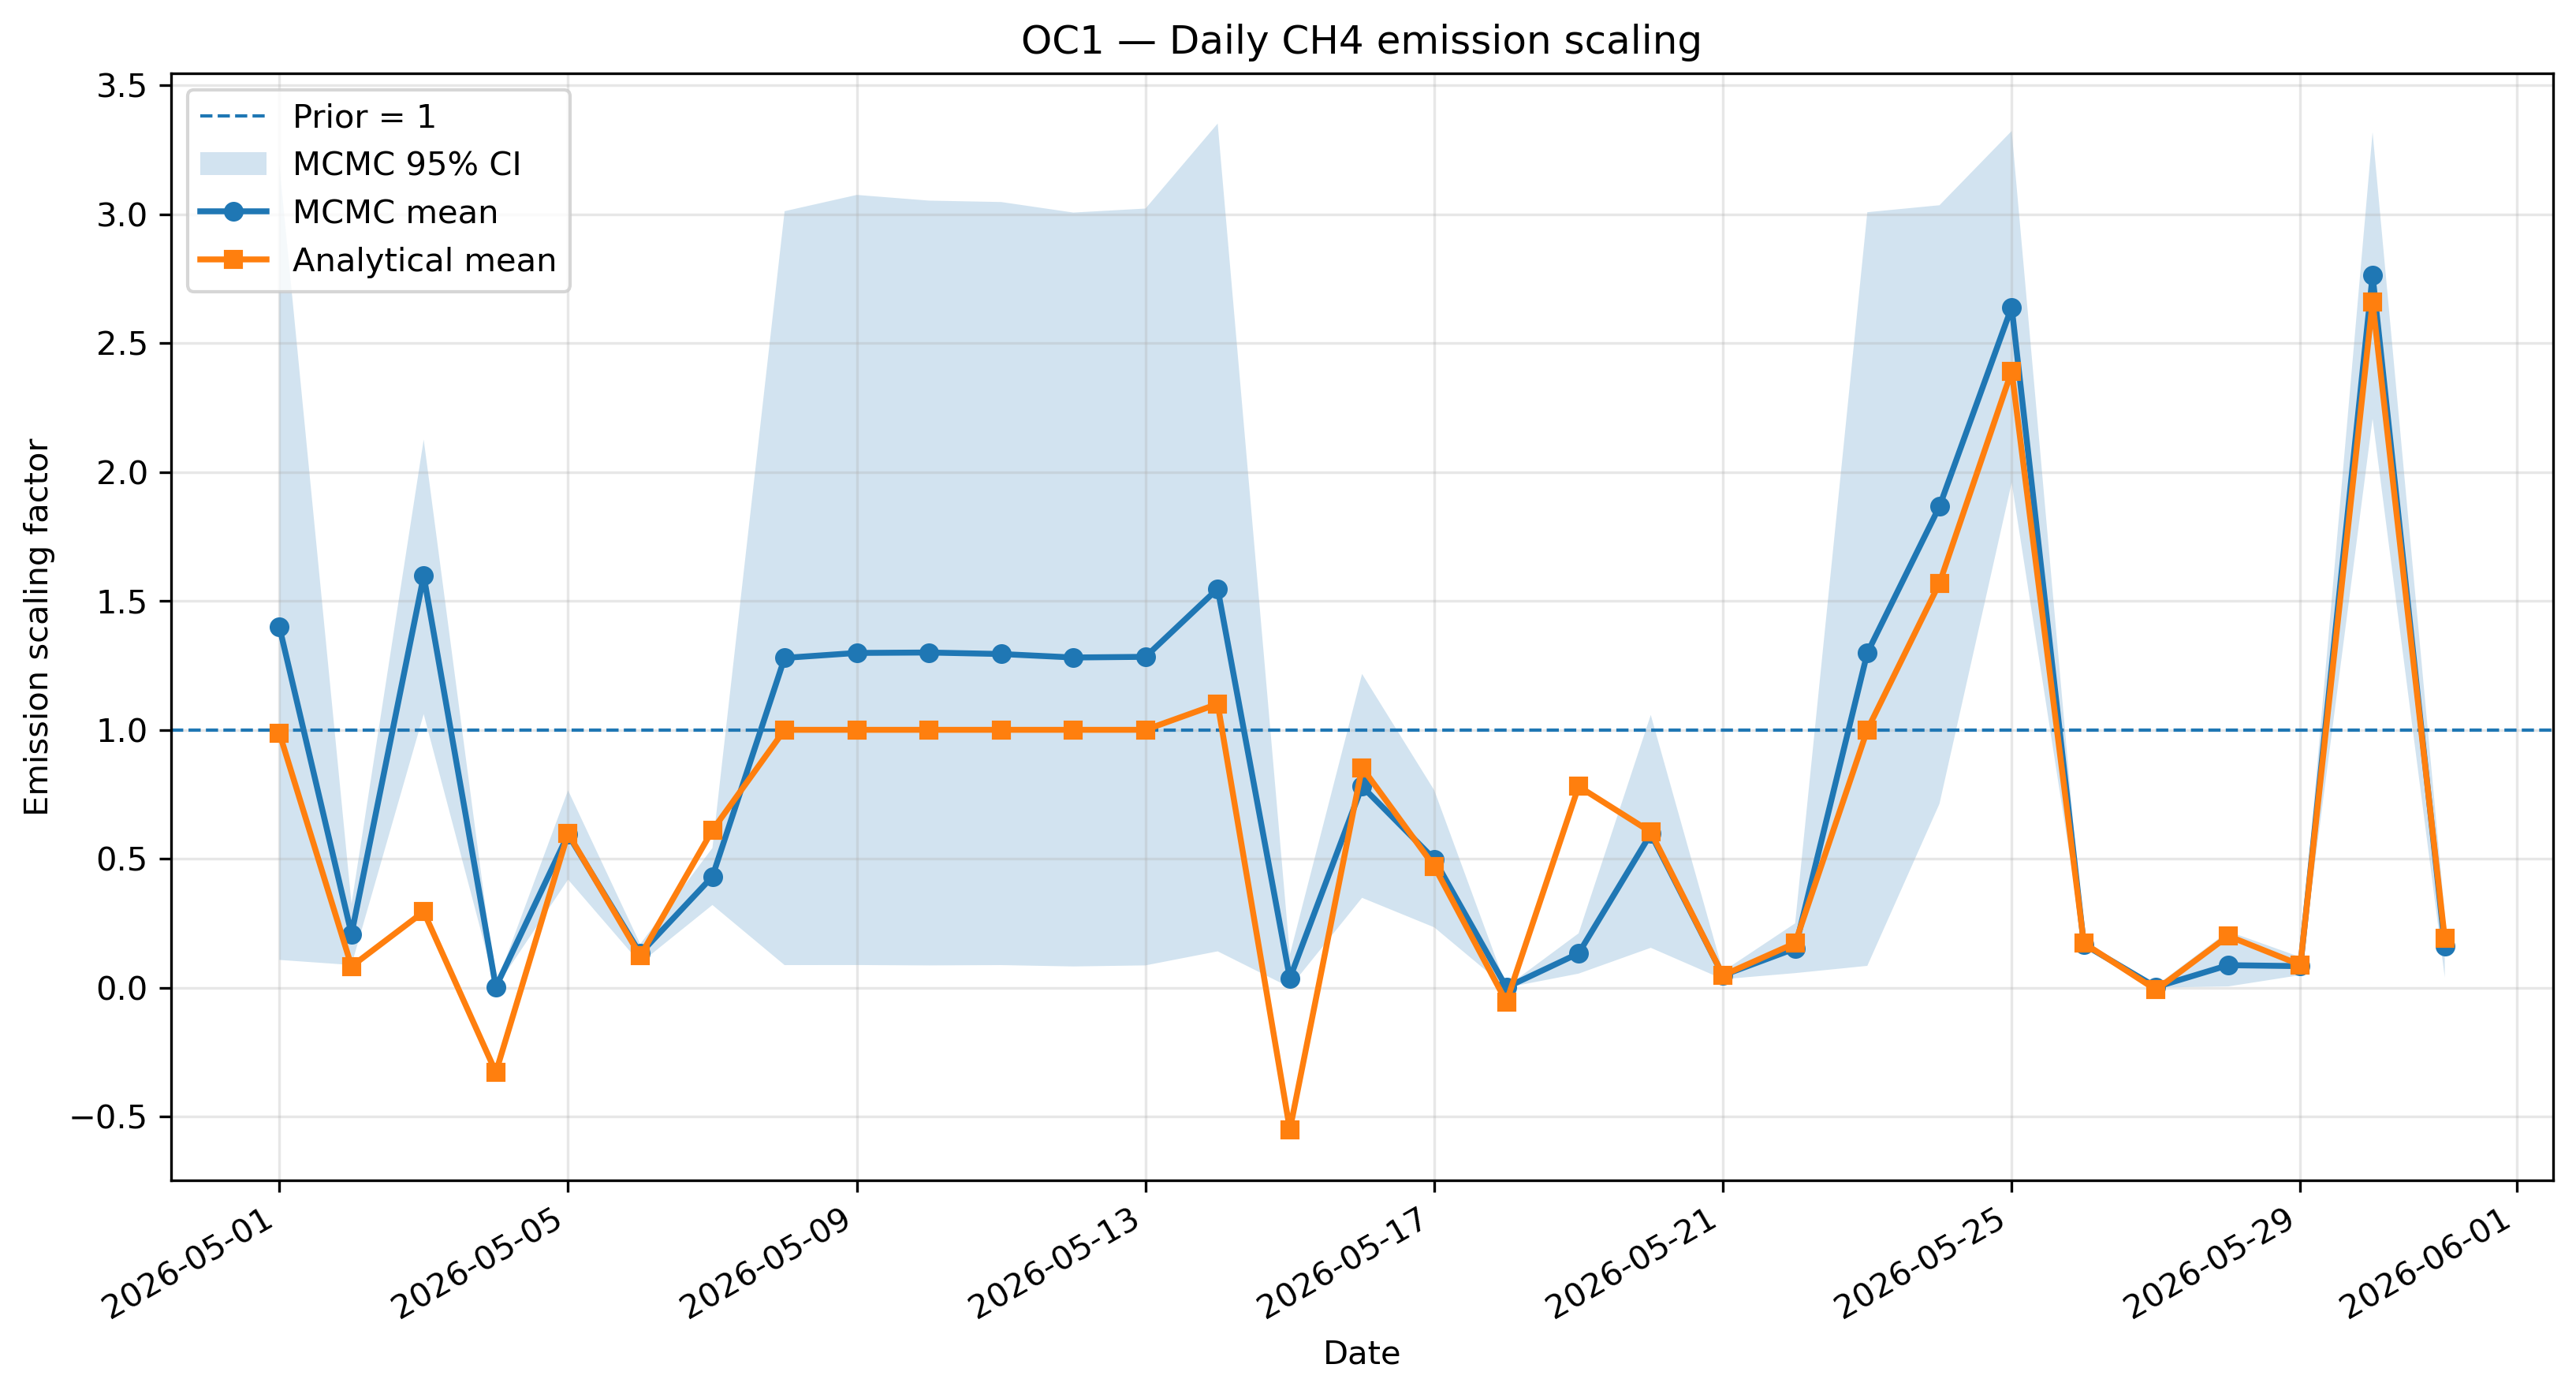 OC1 — Daily CH4 emission scaling
3.5
3.0
2.5
2.0
1.5
1.0
0.5
0.0
−0.5
Emission scaling factor
Prior = 1
MCMC 95% CI
MCMC mean
Analytical mean
2026-05-01
2026-05-05
2026-05-09
2026-05-13
2026-05-17
2026-05-21
2026-05-25
2026-05-29
2026-06-01
Date